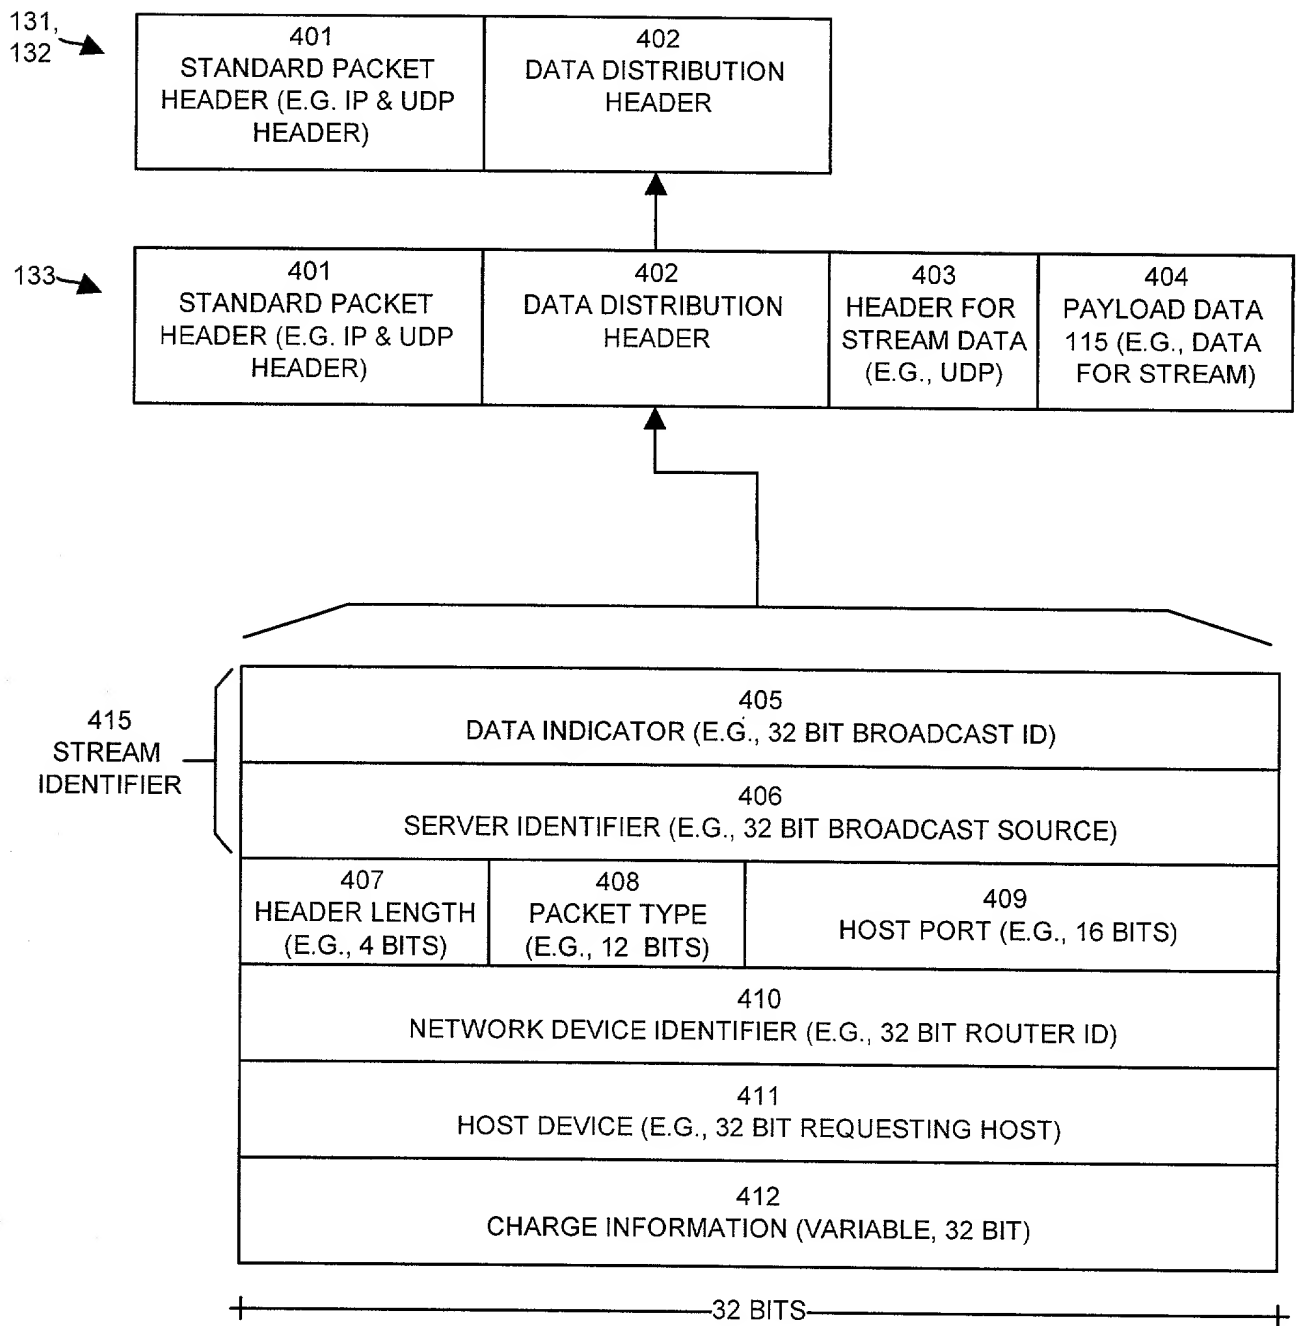 131,
132
401
STANDARD PACKET
HEADER (E.G. IP & UDP
HEADER)
402
DATA DISTRIBUTION
HEADER
133
401
STANDARD PACKET
HEADER (E.G. IP & UDP
HEADER)
402
DATA DISTRIBUTION
HEADER
403
HEADER FOR
STREAM DATA
(E.G., UDP)
404
PAYLOAD DATA
115 (E.G., DATA
FOR STREAM)
415
STREAM
IDENTIFIER
405
DATA INDICATOR (E.G., 32 BIT BROADCAST ID)
406
SERVER IDENTIFIER (E.G., 32 BIT BROADCAST SOURCE)
407
HEADER LENGTH
(E.G., 4 BITS)
408
PACKET TYPE
(E.G., 12 BITS)
409
HOST PORT (E.G., 16 BITS)
410
NETWORK DEVICE IDENTIFIER (E.G., 32 BIT ROUTER ID)
411
HOST DEVICE (E.G., 32 BIT REQUESTING HOST)
412
CHARGE INFORMATION (VARIABLE, 32 BIT)
32 BITS